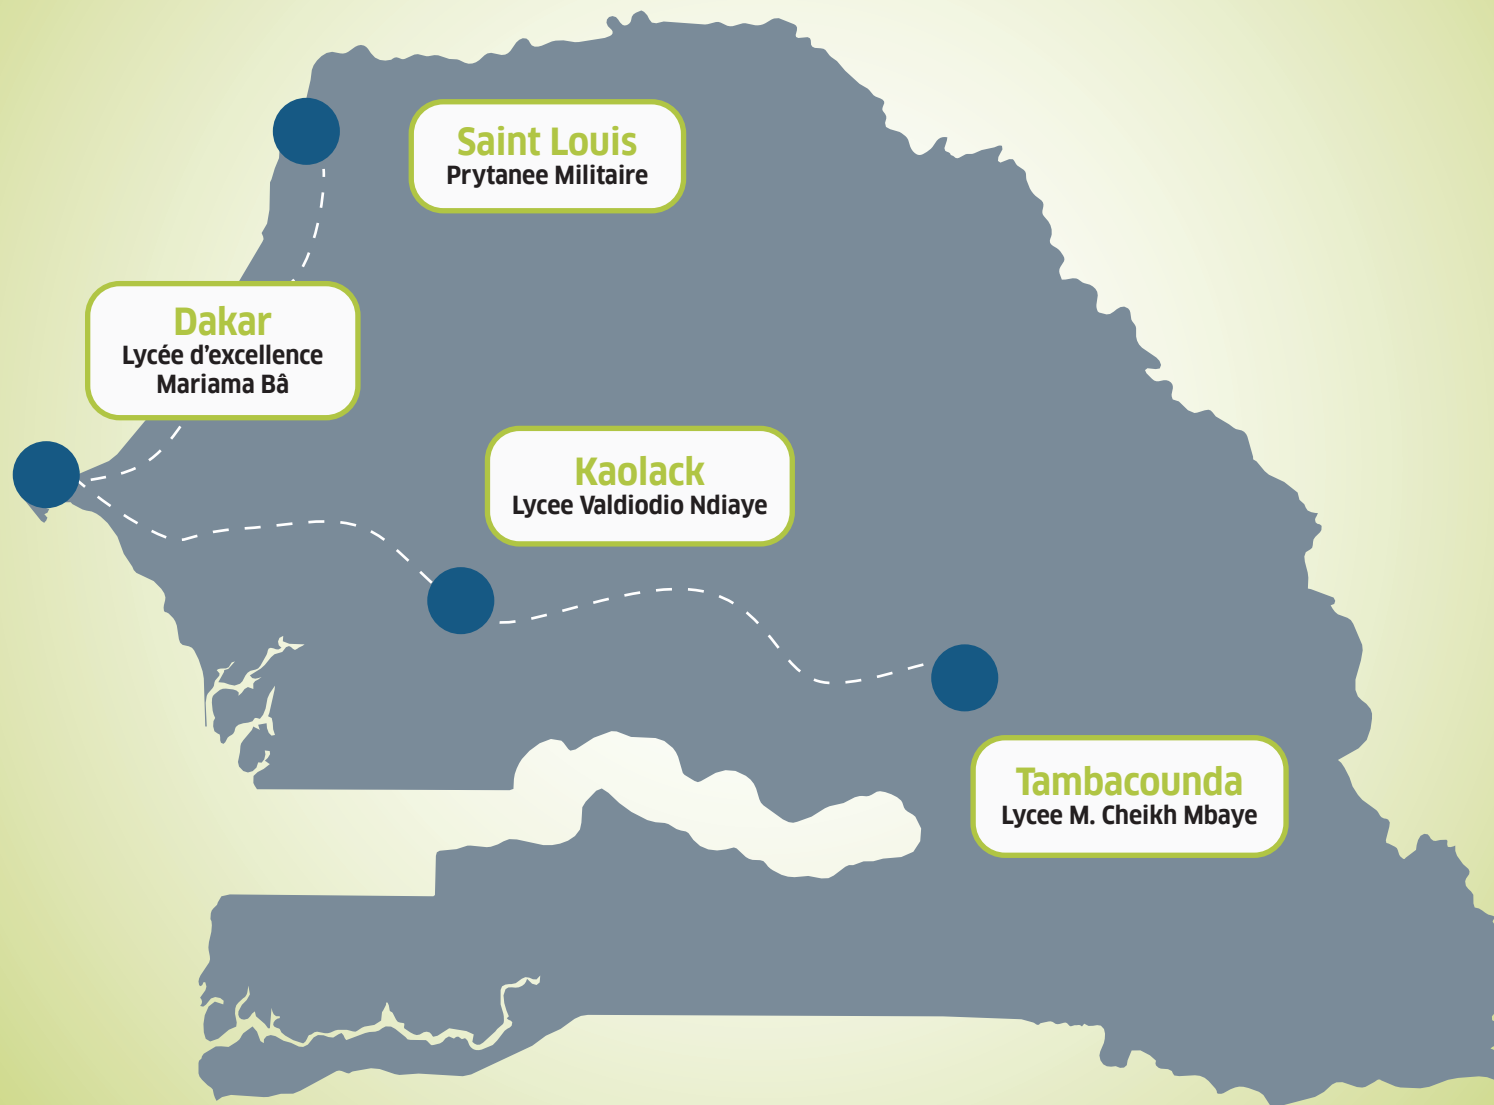 Saint Louis
Prytanee Militaire
Dakar
Lycée d'excellence
Mariama Bâ
Kaolack
Lycee Valdiodio Ndiaye
Tambacounda
Lycee M. Cheikh Mbaye